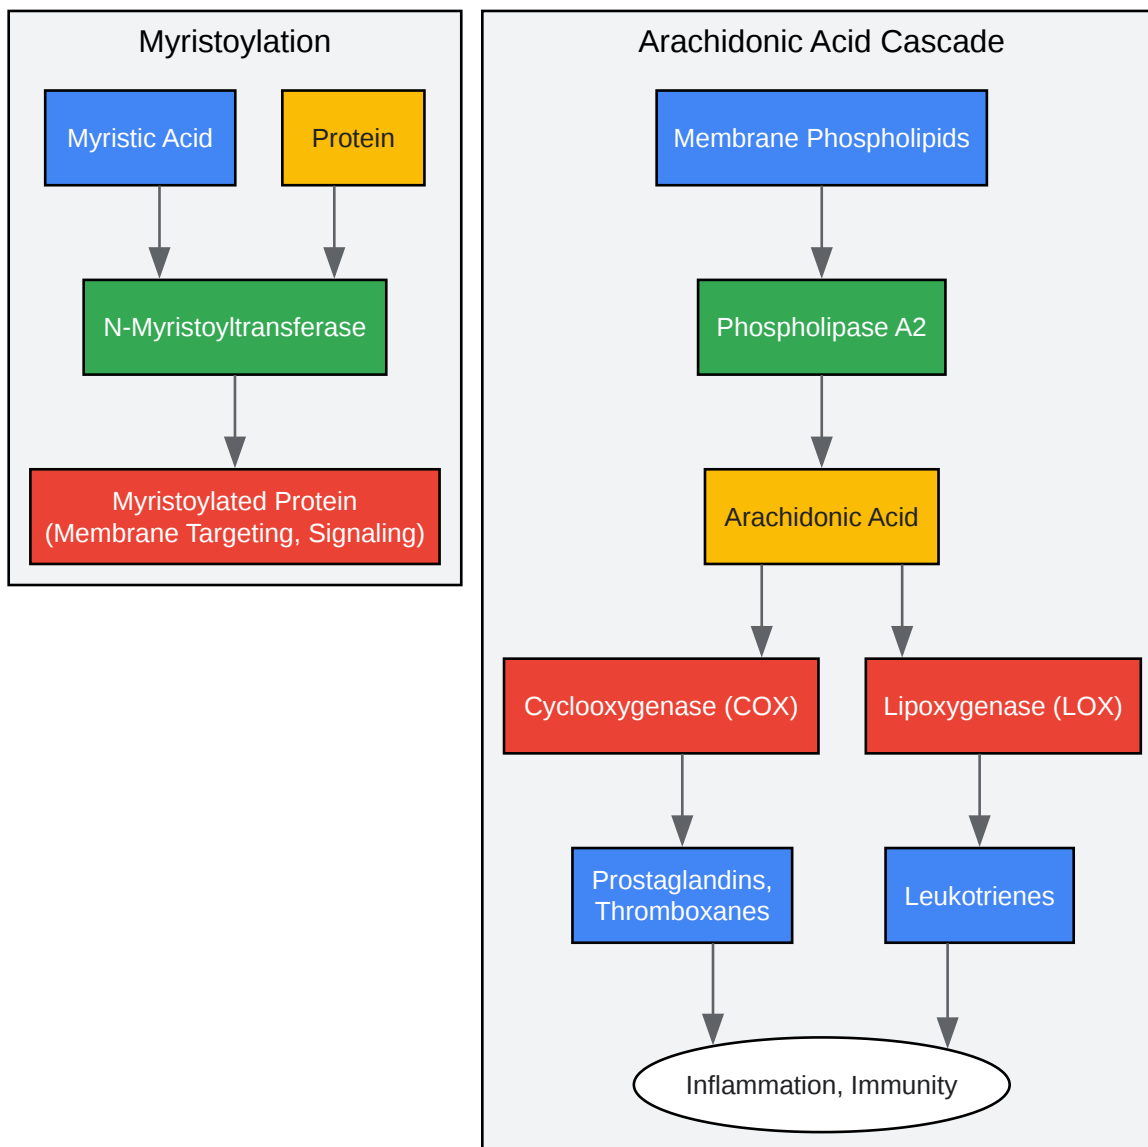 Myristoylation
Myristic Acid
Protein
N-Myristoyltransferase
Myristoylated Protein
(Membrane Targeting, Signaling)
Arachidonic Acid Cascade
Membrane Phospholipids
Phospholipase A2
Arachidonic Acid
Cyclooxygenase (COX)
Lipoxygenase (LOX)
Prostaglandins,
Thromboxanes
Leukotrienes
Inflammation, Immunity